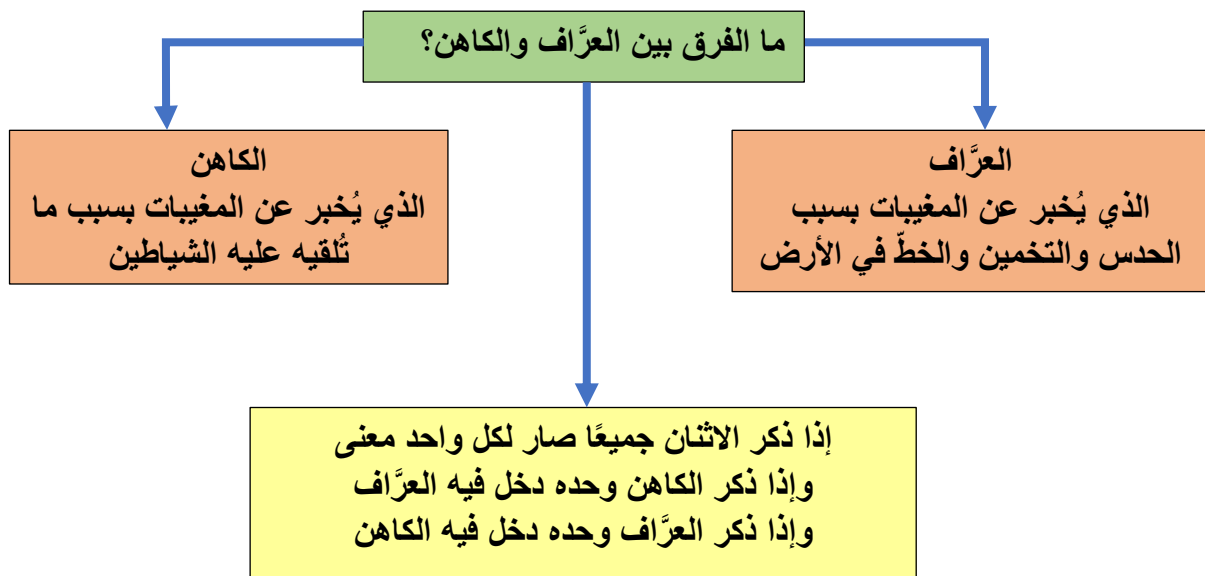 ما الفرق بين العرَّاف والكاهن؟
العرَّاف
الذي يُخبر عن المغيبات بسبب
الحدس والتخمين والخطّ في الأرض
الكاهن
الذي يُخبر عن المغيبات بسبب ما
تُلقيه عليه الشياطين
إذا ذكر الاثنان جميعًا صار لكل واحد معنى
وإذا ذكر الكاهن وحده دخل فيه العرَّاف
وإذا ذكر العرَّاف وحده دخل فيه الكاهن